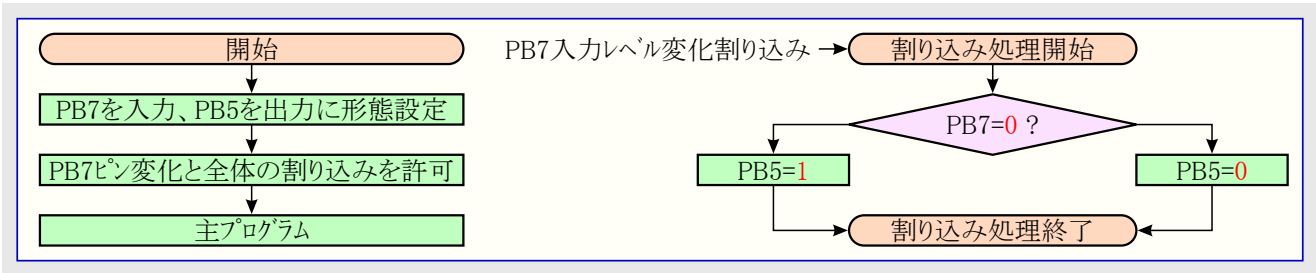 開始
PB7を入力、PB5を出力に形態設定
PB7ﾋﾟﾝ変化と全体の割り込みを許可
主ﾌﾟﾛｸﾞﾗﾑ
PB7入力ﾚﾍﾞﾙ変化割り込み
割り込み処理開始
PB7=0 ?
PB5=1
PB5=0
割り込み処理終了